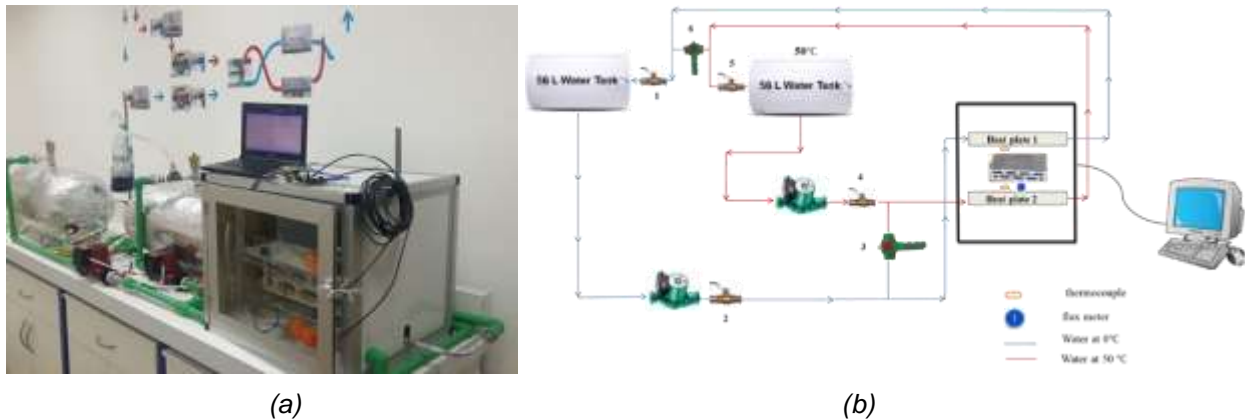 6
50°C
5
56 L Water Tank
1
56 L Water Tank
Heat plate 1
4
Heat plate 2
3
2
thermocouple
flux meter
Water at 0°C
Water at 50 °C
(a)
(b)